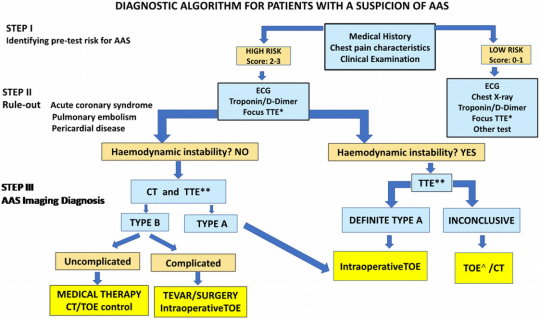 DIAGNOSTIC ALGORITHM FOR PATIENTS WITH A SUSPICION OF AAS
STEP I
Identifying pre-test risk for AAS
Medical History
Chest pain characteristics
Clinical Examination
HIGH RISK
Score: 2-3
LOW RISK
Score: 0-1
STEP II
Rule-out
Acute coronary syndrome
Pulmonary embolism
Pericardial disease
ECG
Troponin/D-Dimer
Focus TTE*
ECG
Chest X-ray
Troponin/D-Dimer
Focus TTE*
Other test
Haemodynamic instability? NO
Haemodynamic instability? YES
STEP III
AAS Imaging Diagnosis
CT and TTE**
TTE**
TYPE B
TYPE A
DEFINITE TYPE A
INCONCLUSIVE
Uncomplicated
Complicated
IntraoperativeTOE
TOE^ /CT
MEDICAL THERAPY
CT/TOE control
TEVAR/SURGERY
IntraoperativeTOE